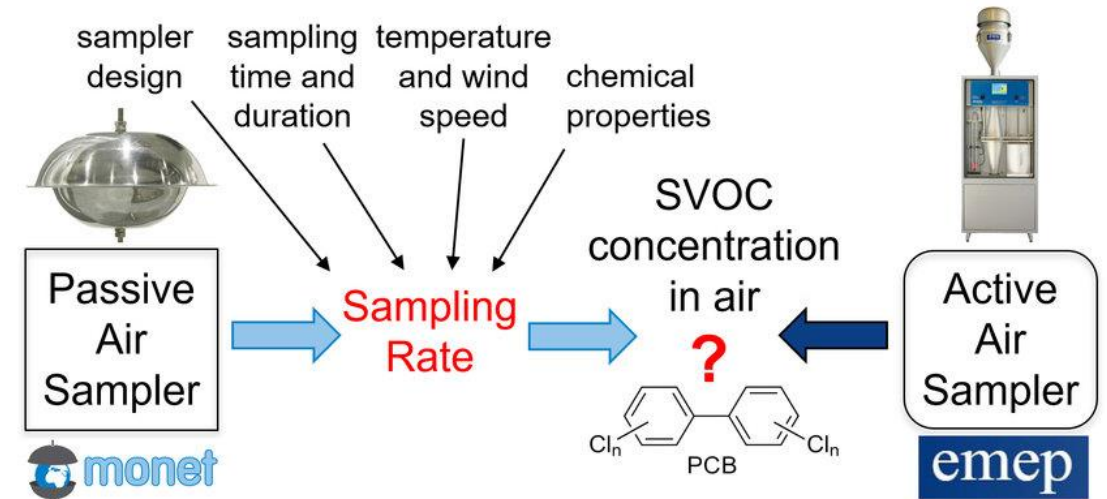 sampler
design
sampling
time and
duration
temperature
and wind
speed
chemical
properties
Passive
Air
Sampler
Sampling
Rate
SVOC
concentration
in air
?
Cln
Cln
PCB
Active
Air
Sampler
monet
emep